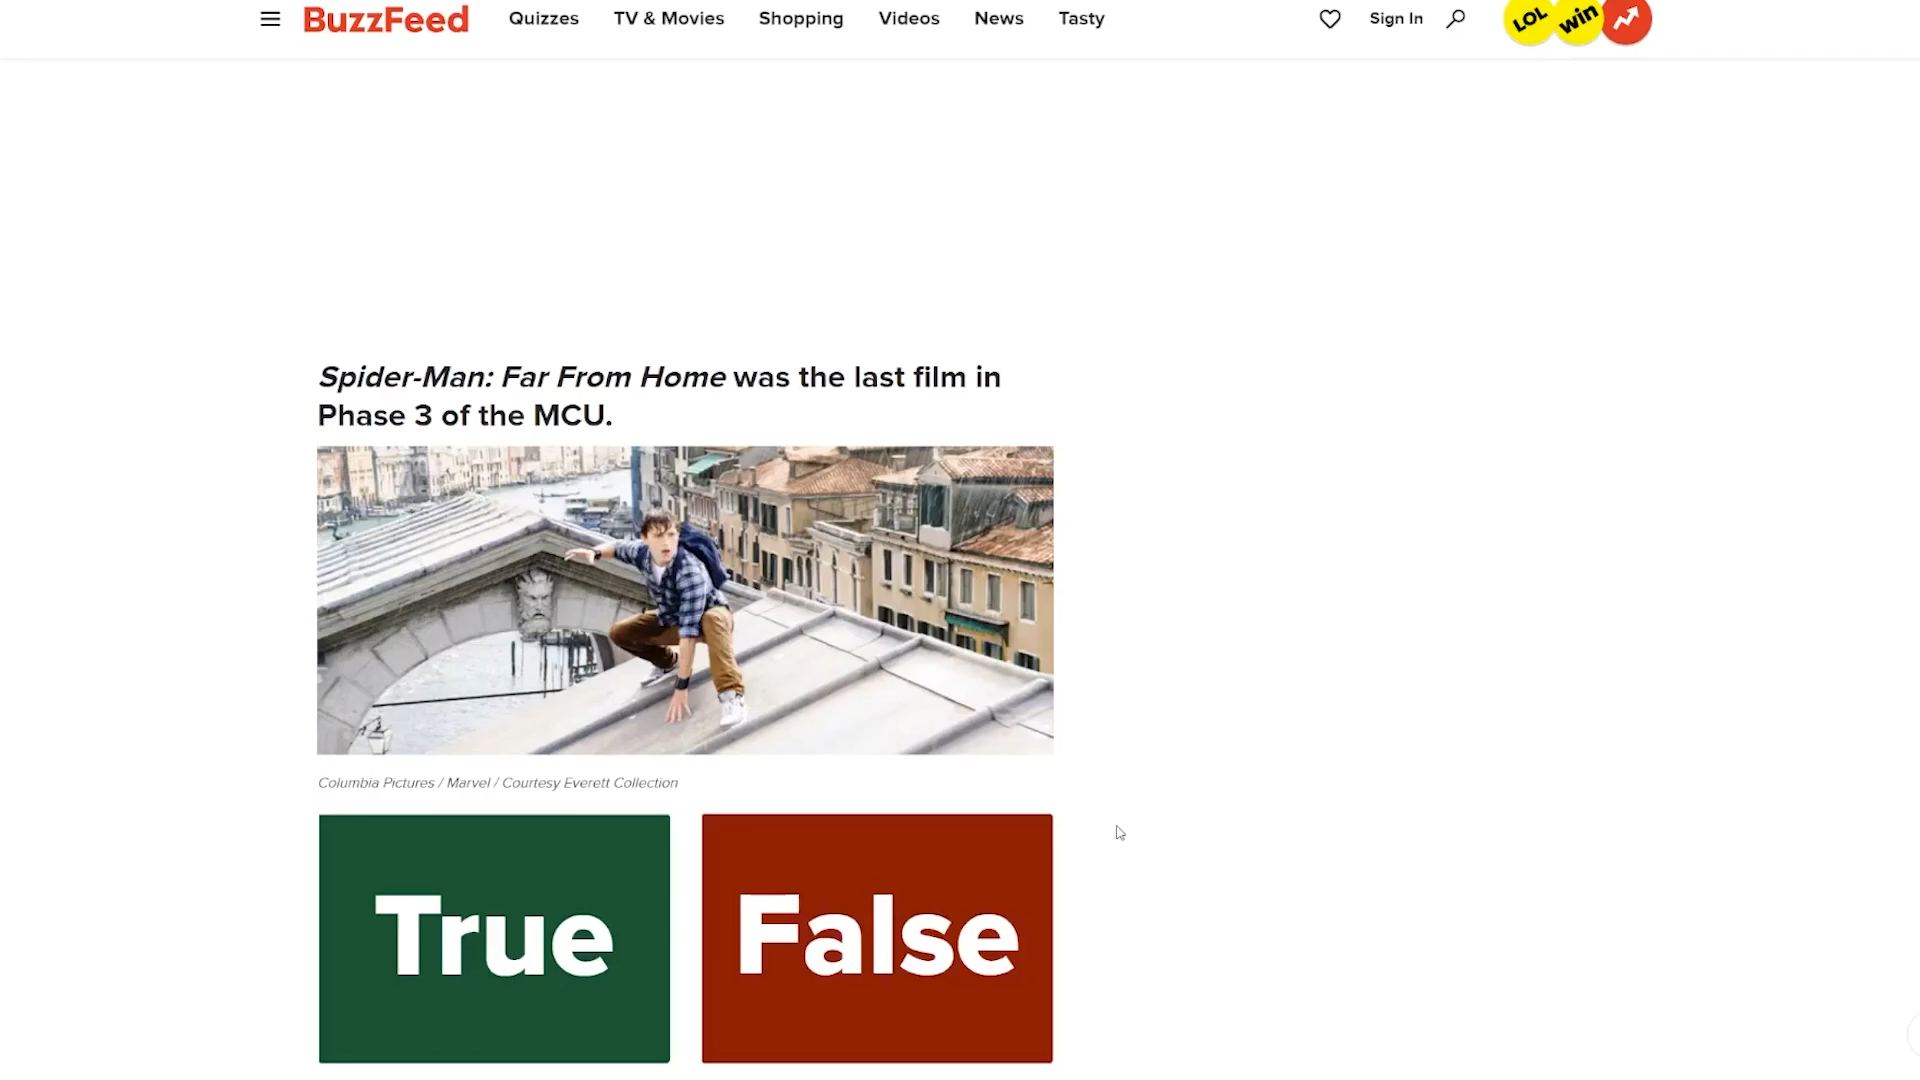 BuzzFeed Quizzes TV & Movies Shopping Videos News Tasty Sign In LOL win
Spider-Man: Far From Home was the last film in
Phase 3 of the MCU.
Columbia Pictures / Marvel / Courtesy Everett Collection
True False